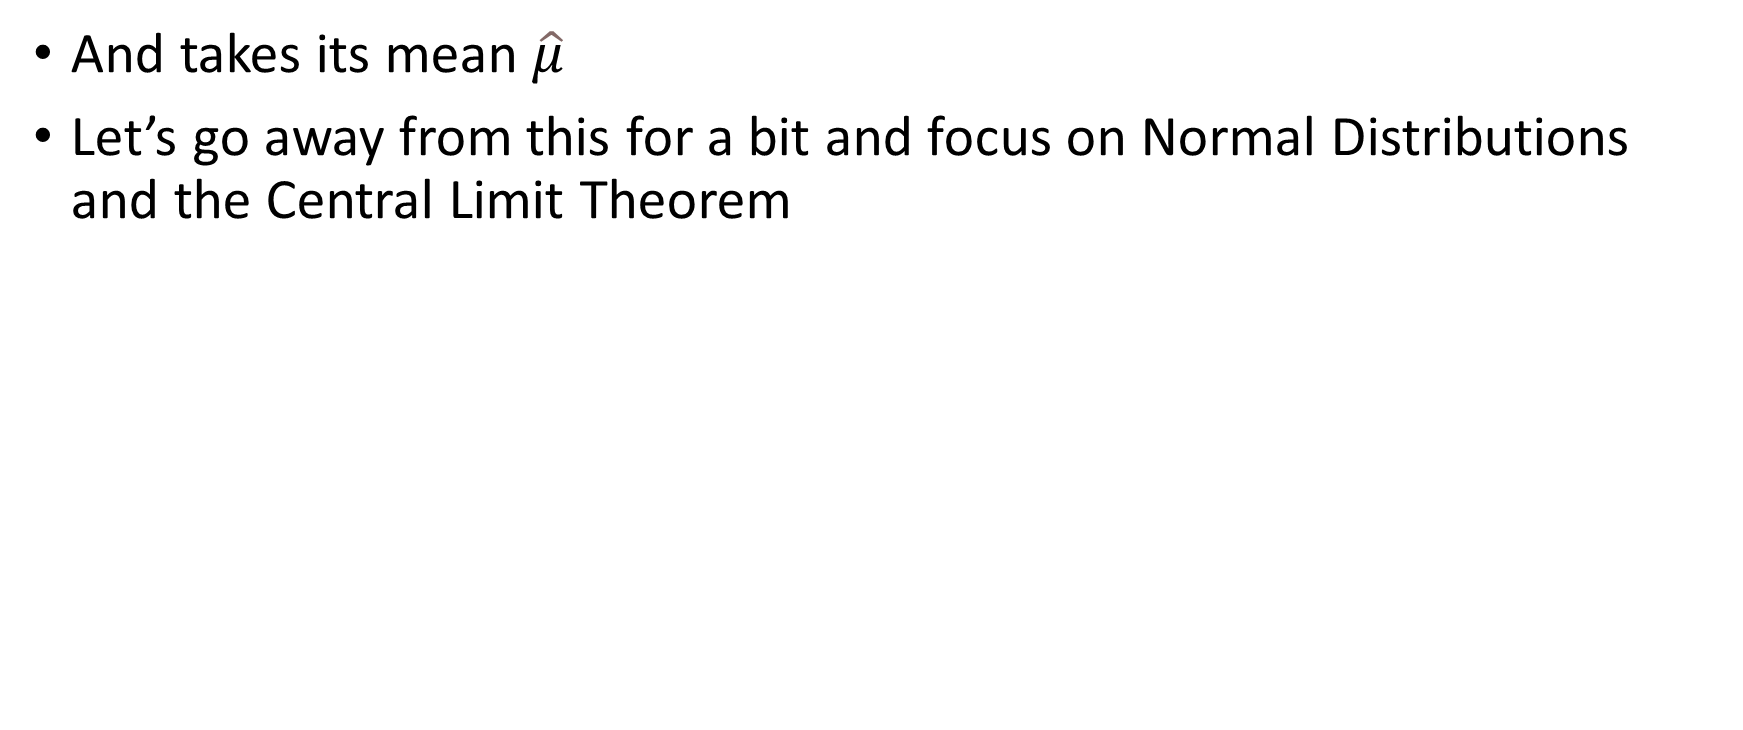 • And takes its mean μ̂
• Let’s go away from this for a bit and focus on Normal Distributions
and the Central Limit Theorem